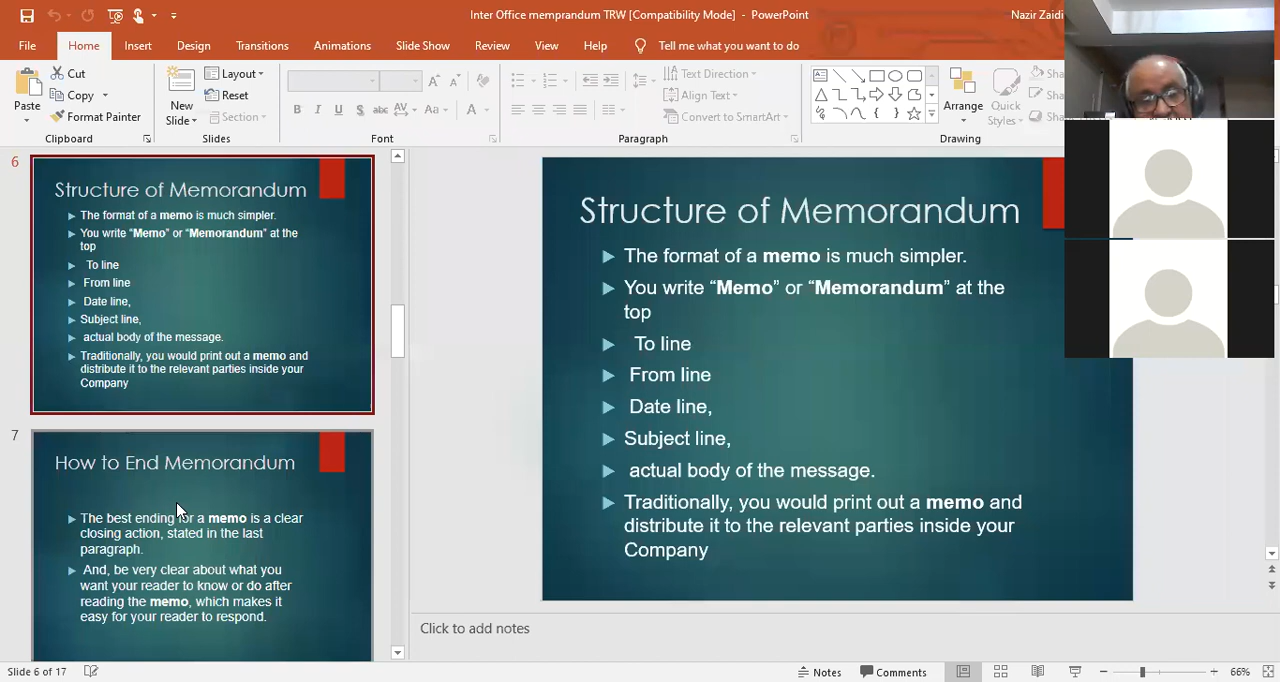 Inter Office memprandum TRW [Compatibility Mode] - PowerPoint
Nazir Zaidi
File Home Insert Design Transitions Animations Slide Show Review View Help Tell me what you want to do
Paste
Cut
Copy
Format Painter
Clipboard
New
Slide
Layout
Reset
Section
Slides
B I U S abc AV Aa A
Font
Text Direction
Align Text
Convert to SmartArt
Paragraph
Arrange
Quick
Styles
Drawing
6
Structure of Memorandum
The format of a memo is much simpler.
You write “Memo” or “Memorandum” at the
top
To line
From line
Date line,
Subject line,
actual body of the message.
Traditionally, you would print out a memo and
distribute it to the relevant parties inside your
Company
7
How to End Memorandum
The best ending for a memo is a clear
closing action, stated in the last
paragraph.
And, be very clear about what you
want your reader to know or do after
reading the memo, which makes it
easy for your reader to respond.
Structure of Memorandum
The format of a memo is much simpler.
You write “Memo” or “Memorandum” at the
top
To line
From line
Date line,
Subject line,
actual body of the message.
Traditionally, you would print out a memo and
distribute it to the relevant parties inside your
Company
Click to add notes
Slide 6 of 17
Notes
Comments
66%